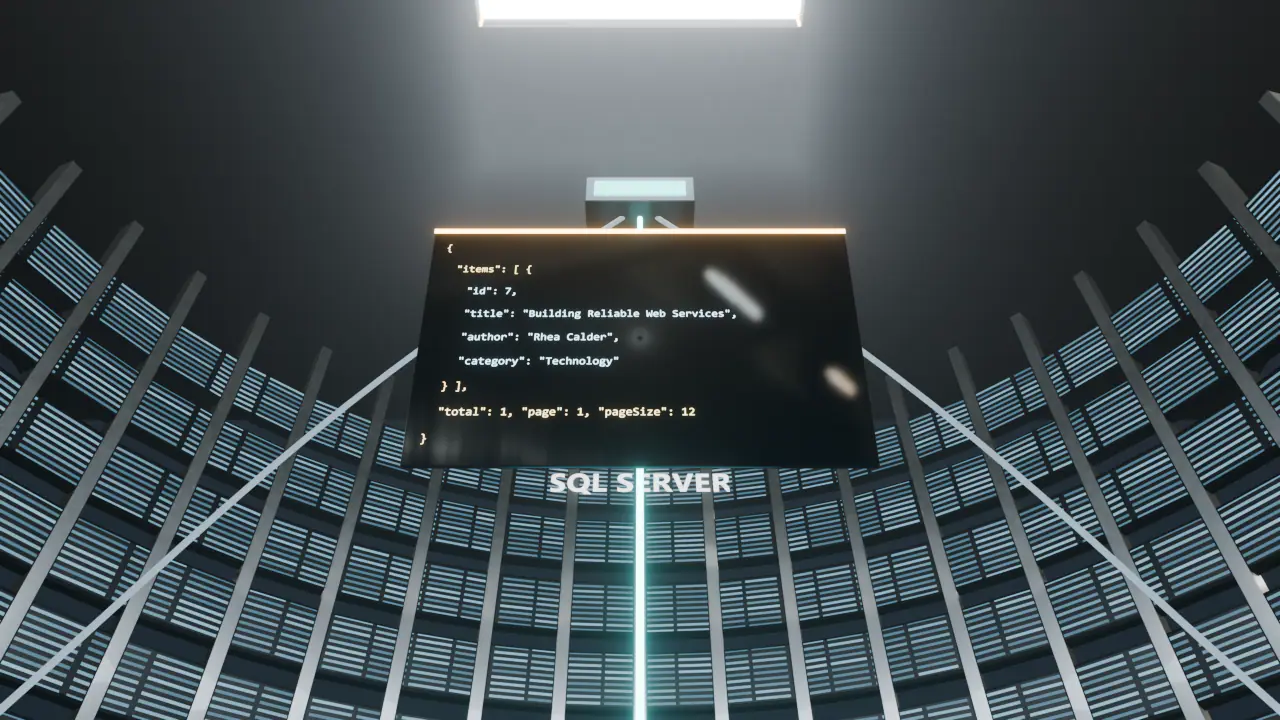 {
"items": [ {
"id": 7,
"title": "Building Reliable Web Services",
"author": "Rhea Calder",
"category": "Technology"
} ],
"total": 1, "page": 1, "pageSize": 12
}
SQL SERVER